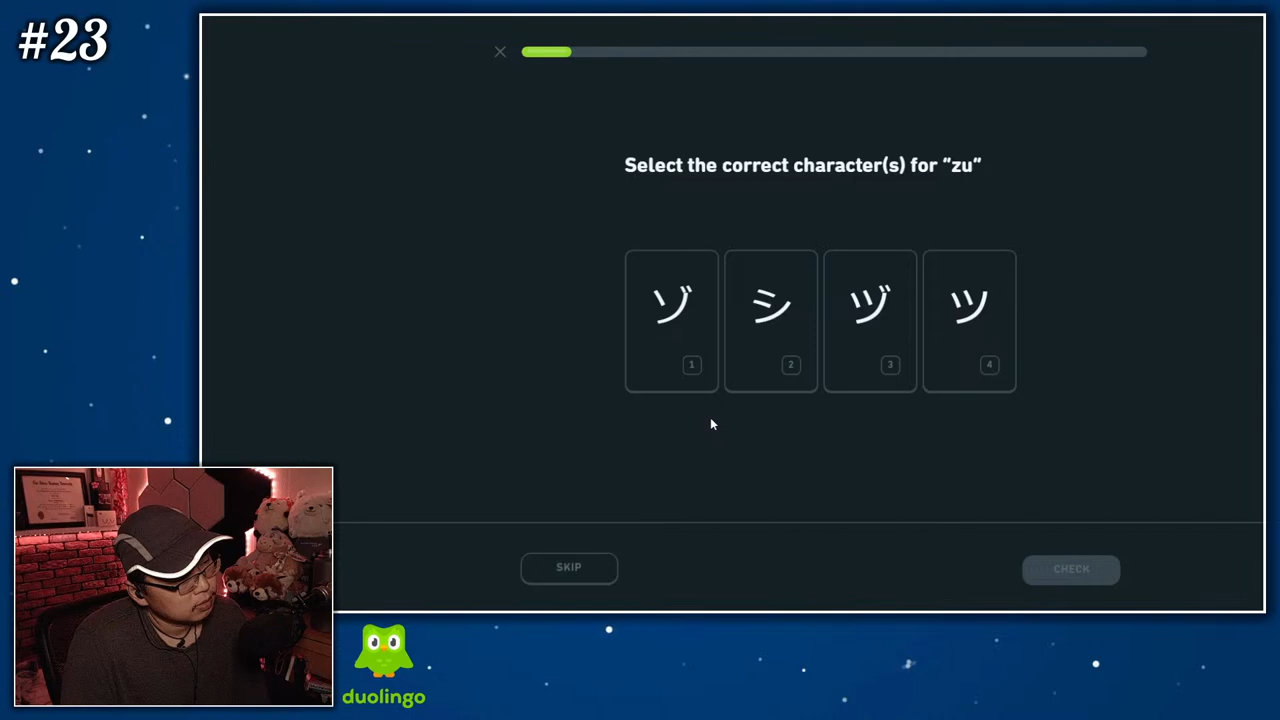 #23
Select the correct character(s) for “zu”
ゾ
シ
ヅ
ツ
1
2
3
4
SKIP
CHECK
duolingo